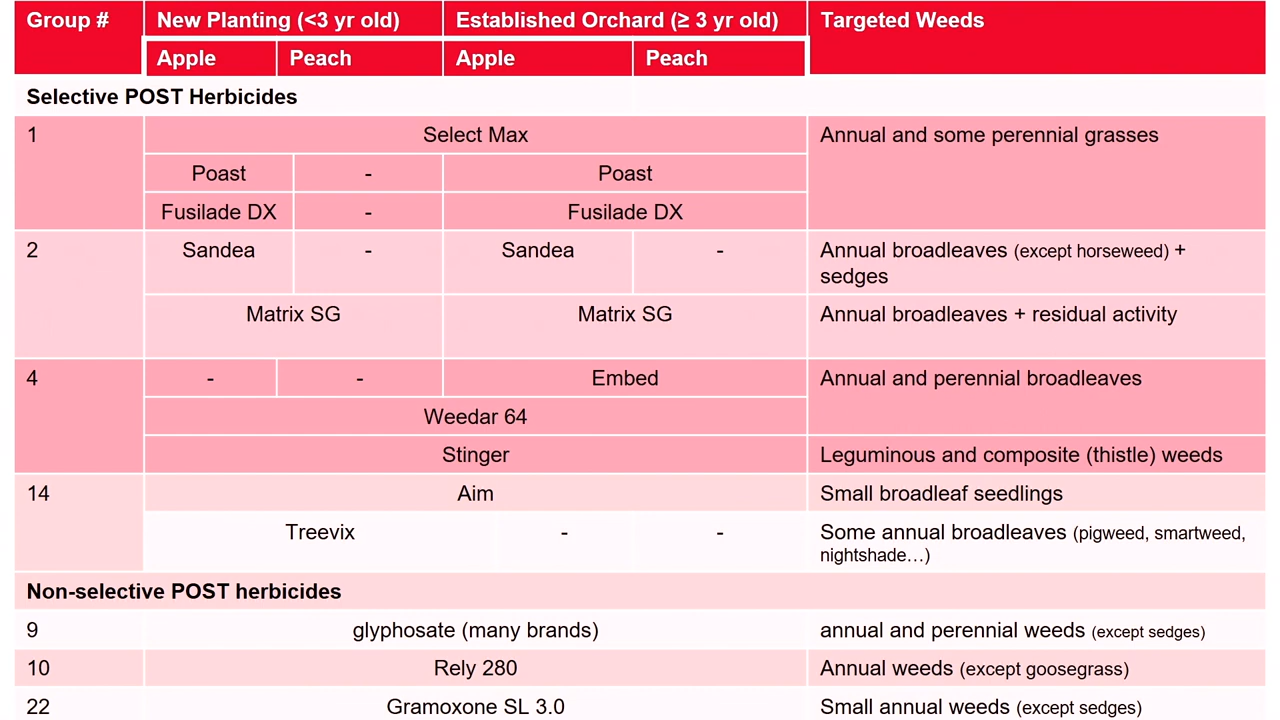 Group # New Planting (<3 yr old) Established Orchard (≥ 3 yr old) Targeted Weeds
Apple Peach Apple Peach
Selective POST Herbicides
1 Select Max Annual and some perennial grasses
Poast - Poast
Fusilade DX - Fusilade DX
2 Sandea - Sandea - Annual broadleaves (except horseweed) +
sedges
Matrix SG Matrix SG Annual broadleaves + residual activity
4 - - Embed Annual and perennial broadleaves
Weedar 64
Stinger Leguminous and composite (thistle) weeds
14 Aim Small broadleaf seedlings
Treevix - - Some annual broadleaves (pigweed, smartweed,
nightshade…)
Non-selective POST herbicides
9 glyphosate (many brands) annual and perennial weeds (except sedges)
10 Rely 280 Annual weeds (except goosegrass)
22 Gramoxone SL 3.0 Small annual weeds (except sedges)